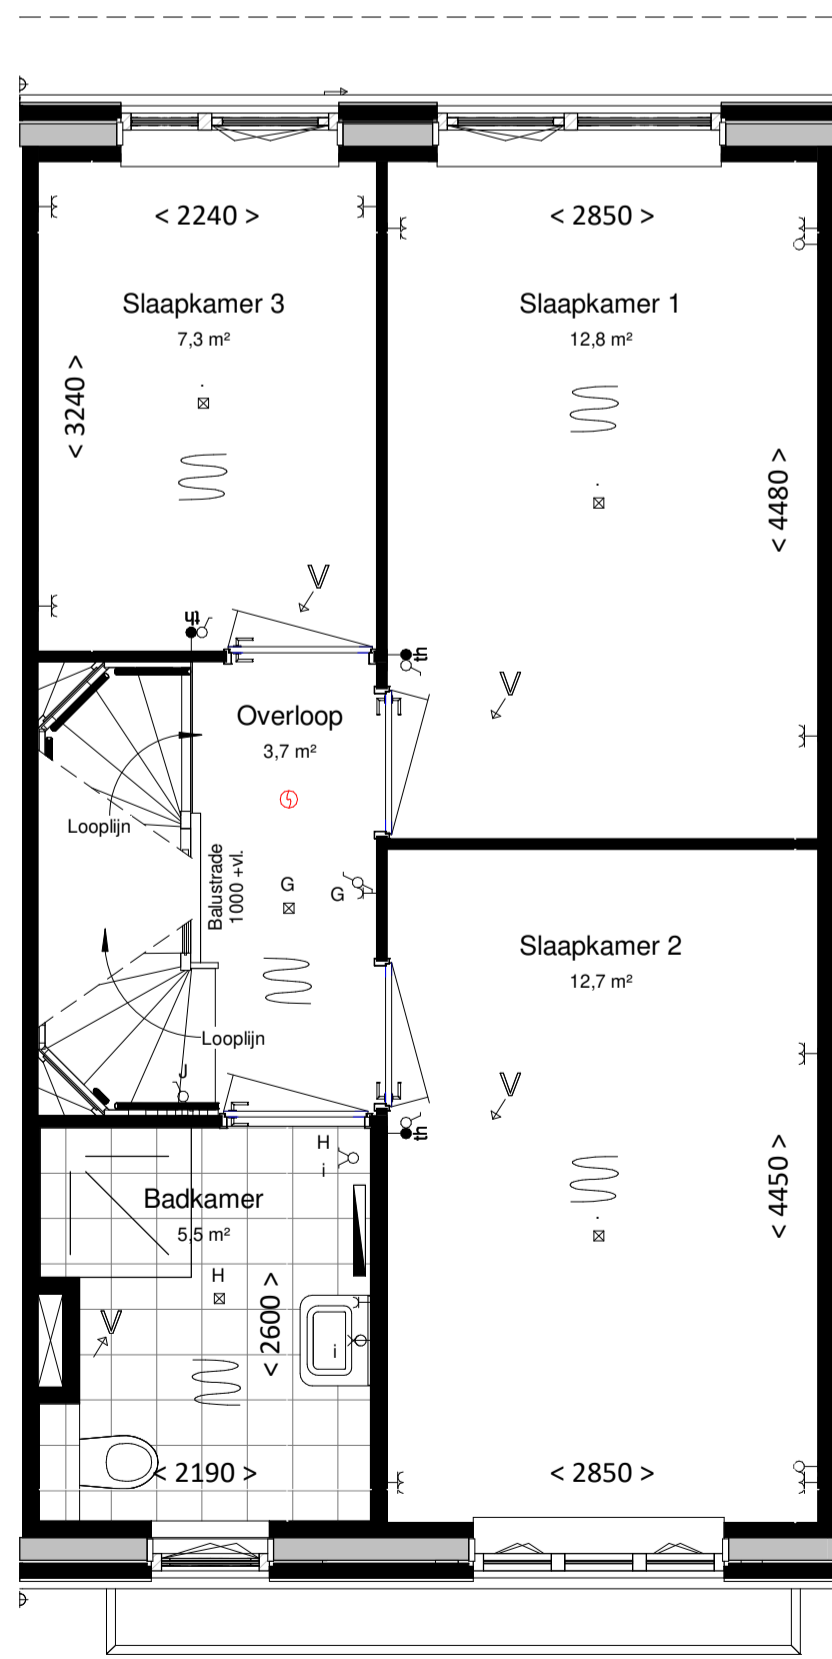 < 2240 >
< 2850 >
Slaapkamer 3
7,3 m²
Slaapkamer 1
12,8 m²
< 3240 >
< 4480 >
V
th
th
V
Overloop
3,7 m²
Looplijn
Balustrade
1000 +vl.
G
G
Slaapkamer 2
12,7 m²
Looplijn
J
V
th
H
i
Badkamer
5,5 m²
< 4450 >
H
< 2600 >
V
i
< 2190 >
< 2850 >